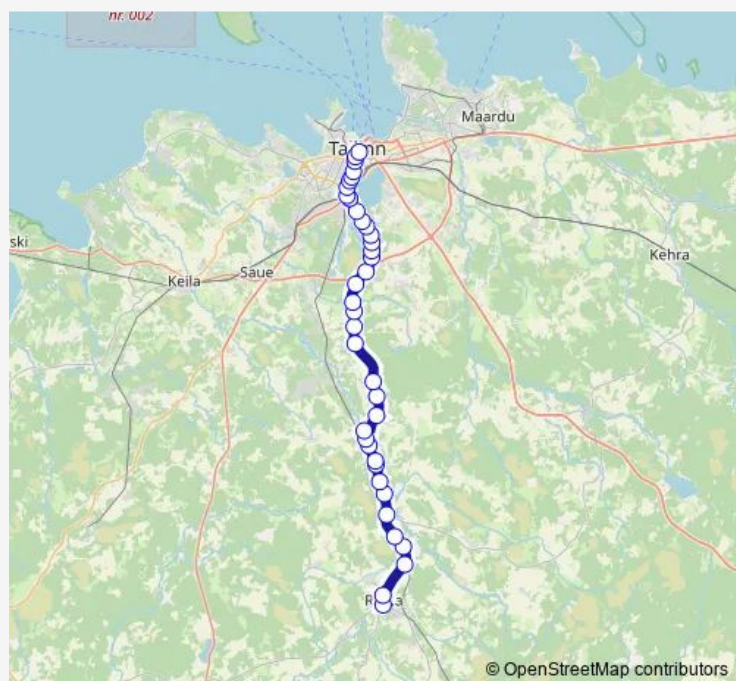 nr. 002
Maardu
Kehra
ski
Saue
Keila
© OpenStreetMap contributors